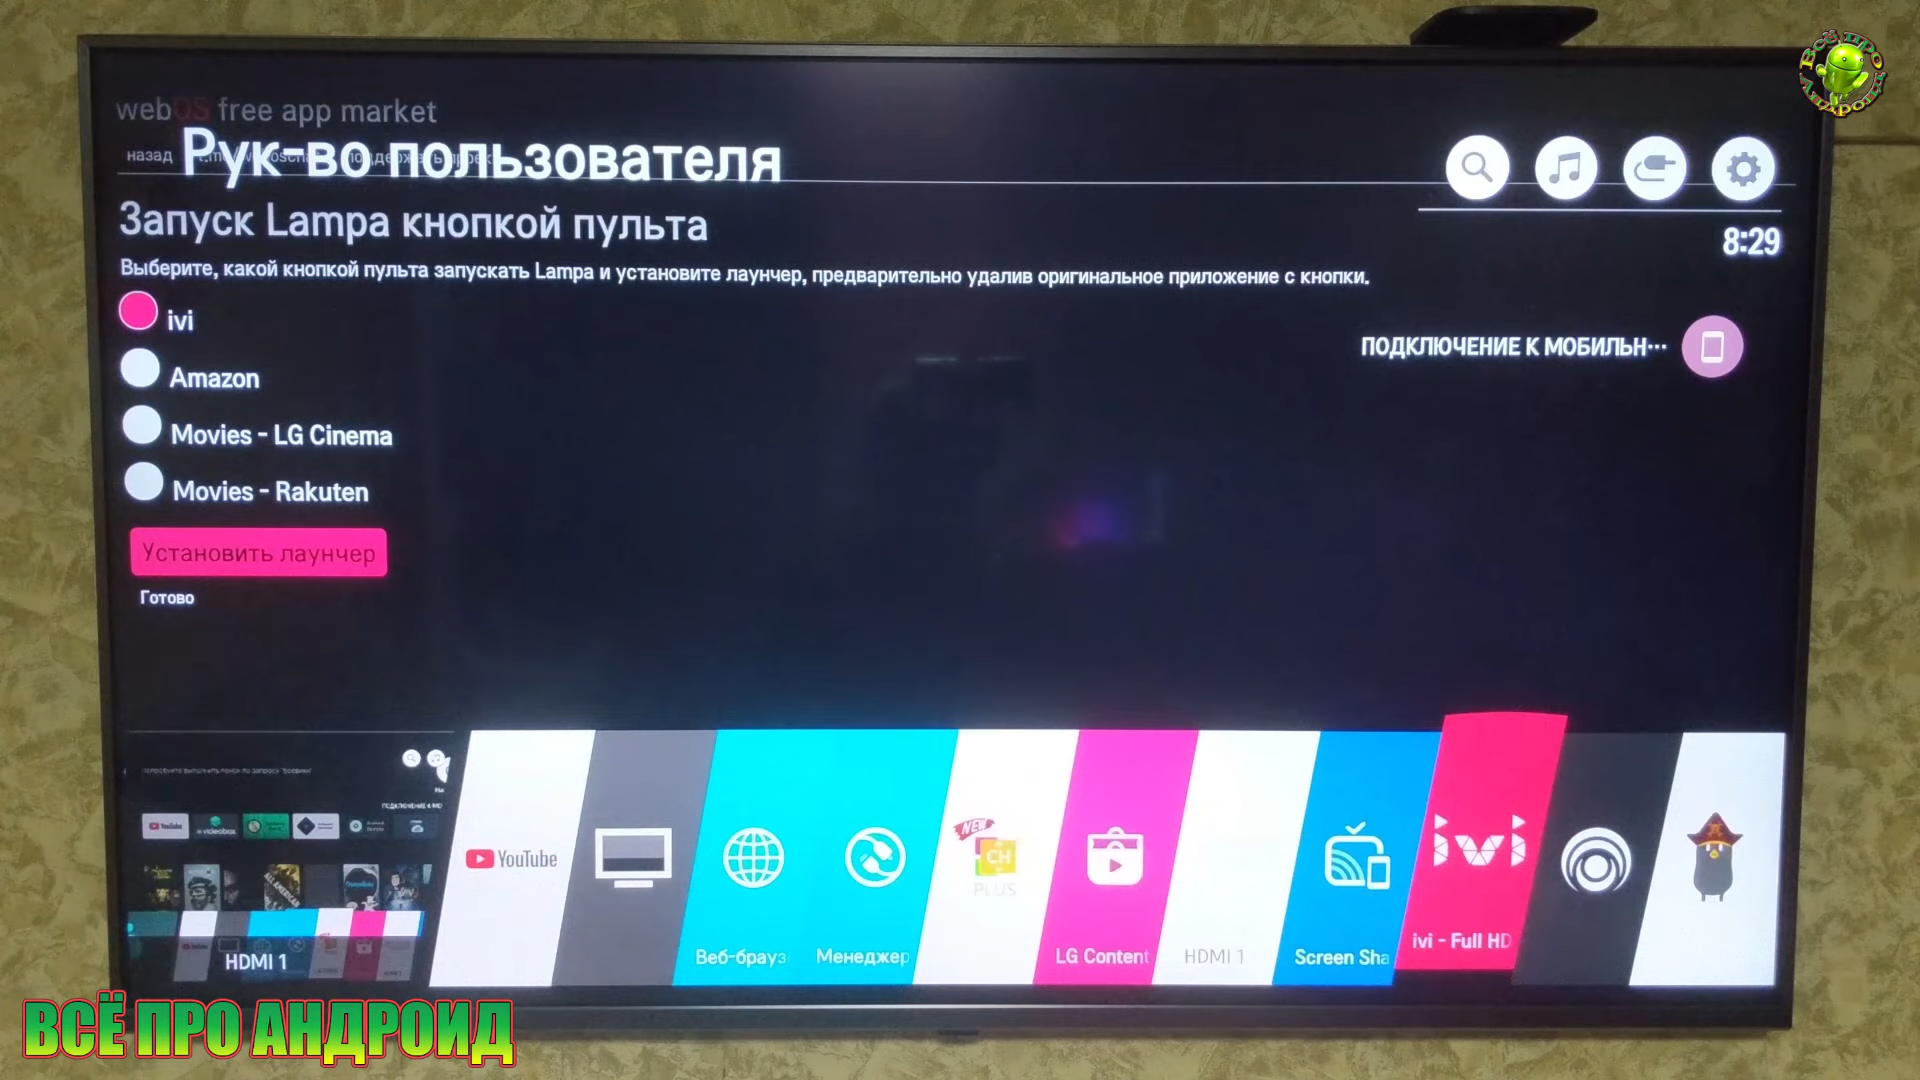 Всё про Андроид
webOS free app market
назад
Рук-во пользователя
Запуск Lampa кнопкой пульта
8:29
Выберите, какой кнопкой пульта запускать Lampa и установите лаунчер, предварительно удалив оригинальное приложение с кнопки.
ivi
ПОДКЛЮЧЕНИЕ К МОБИЛЬН···
Amazon
Movies - LG Cinema
Movies - Rakuten
Установить лаунчер
Готово
YouTube
NEW
CH
PLUS
ivi
HDMI 1
Веб-брауз
Менеджер
LG Content
HDMI 1
Screen Sha
ivi - Full HD
ВСЁ ПРО АНДРОИД